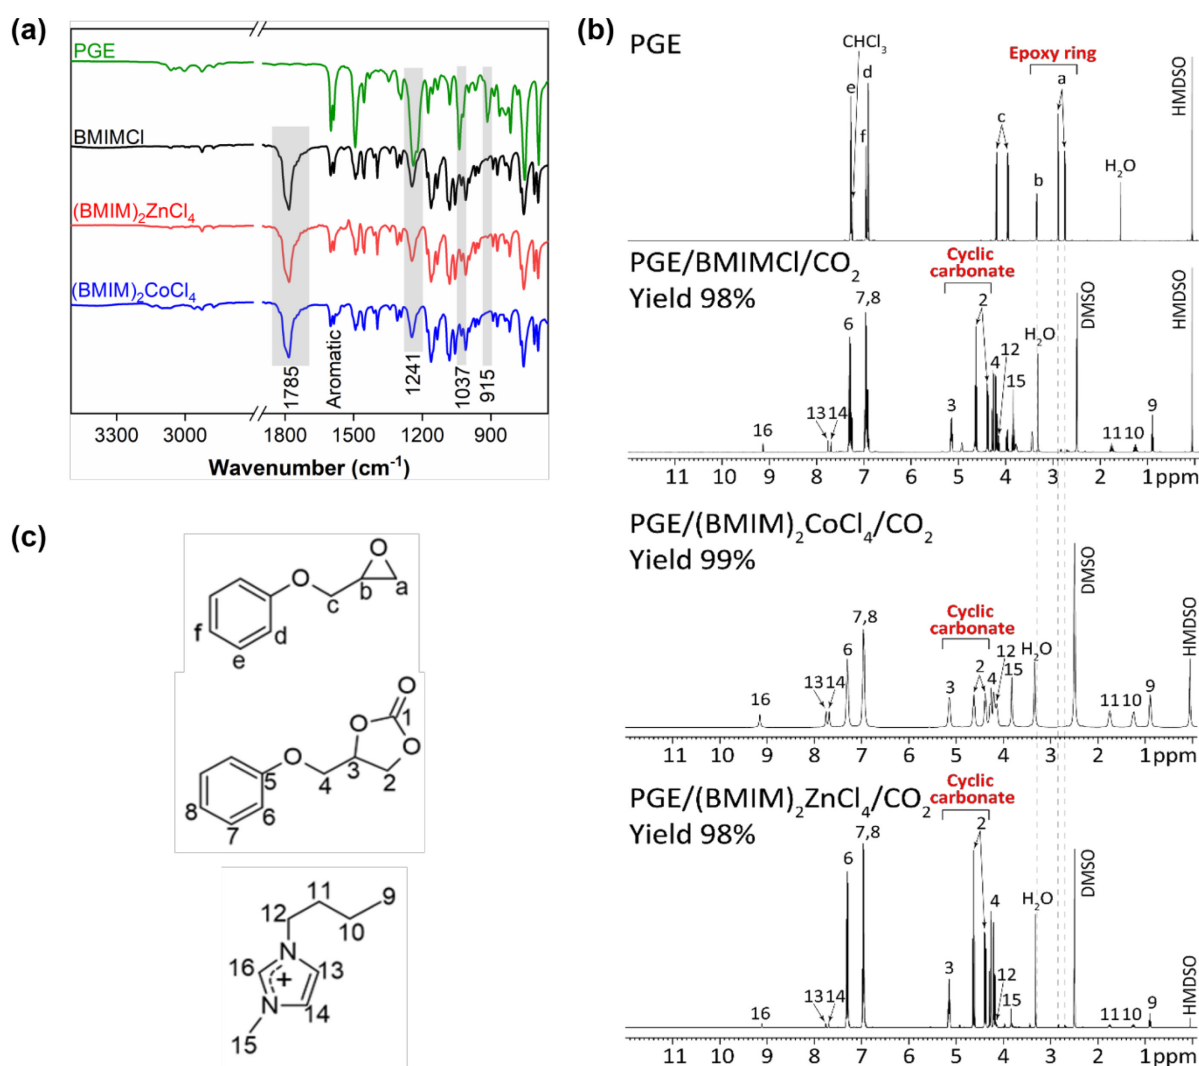 (a)
PGE
BMIMCl
(BMIM)₂ZnCl₄
(BMIM)₂CoCl₄
1785
Aromatic
1241
1037
915
3300 3000 1800 1500 1200 900
Wavenumber (cm⁻¹)
(b)
PGE
CHCl₃
Epoxy ring
HMDSO
e d f c b a
H₂O
PGE/BMIMCl/CO₂
Yield 98%
Cyclic
carbonate
6 7,8 2 4 12 H₂O DMSO HMDSO
16 13 14 3 15 11 10 9
11 10 9 8 7 6 5 4 3 2 1ppm
PGE/(BMIM)₂CoCl₄/CO₂
Yield 99%
Cyclic
carbonate
7,8 DMSO HMDSO
6 2 4 12 H₂O
16 13 14 3 15 11 10 9
11 10 9 8 7 6 5 4 3 2 1ppm
PGE/(BMIM)₂ZnCl₄/CO₂
Yield 98%
Cyclic
carbonate
7,8 2 DMSO
6 4 H₂O HMDSO
16 13 14 3 12 15 11 10 9
11 10 9 8 7 6 5 4 3 2 1ppm
(c)
O
O b a
c
f d
e
O
O 1
O O
5 4 3 2
8 6
7
11 9
12 10
N
16 + 13
N 14
15